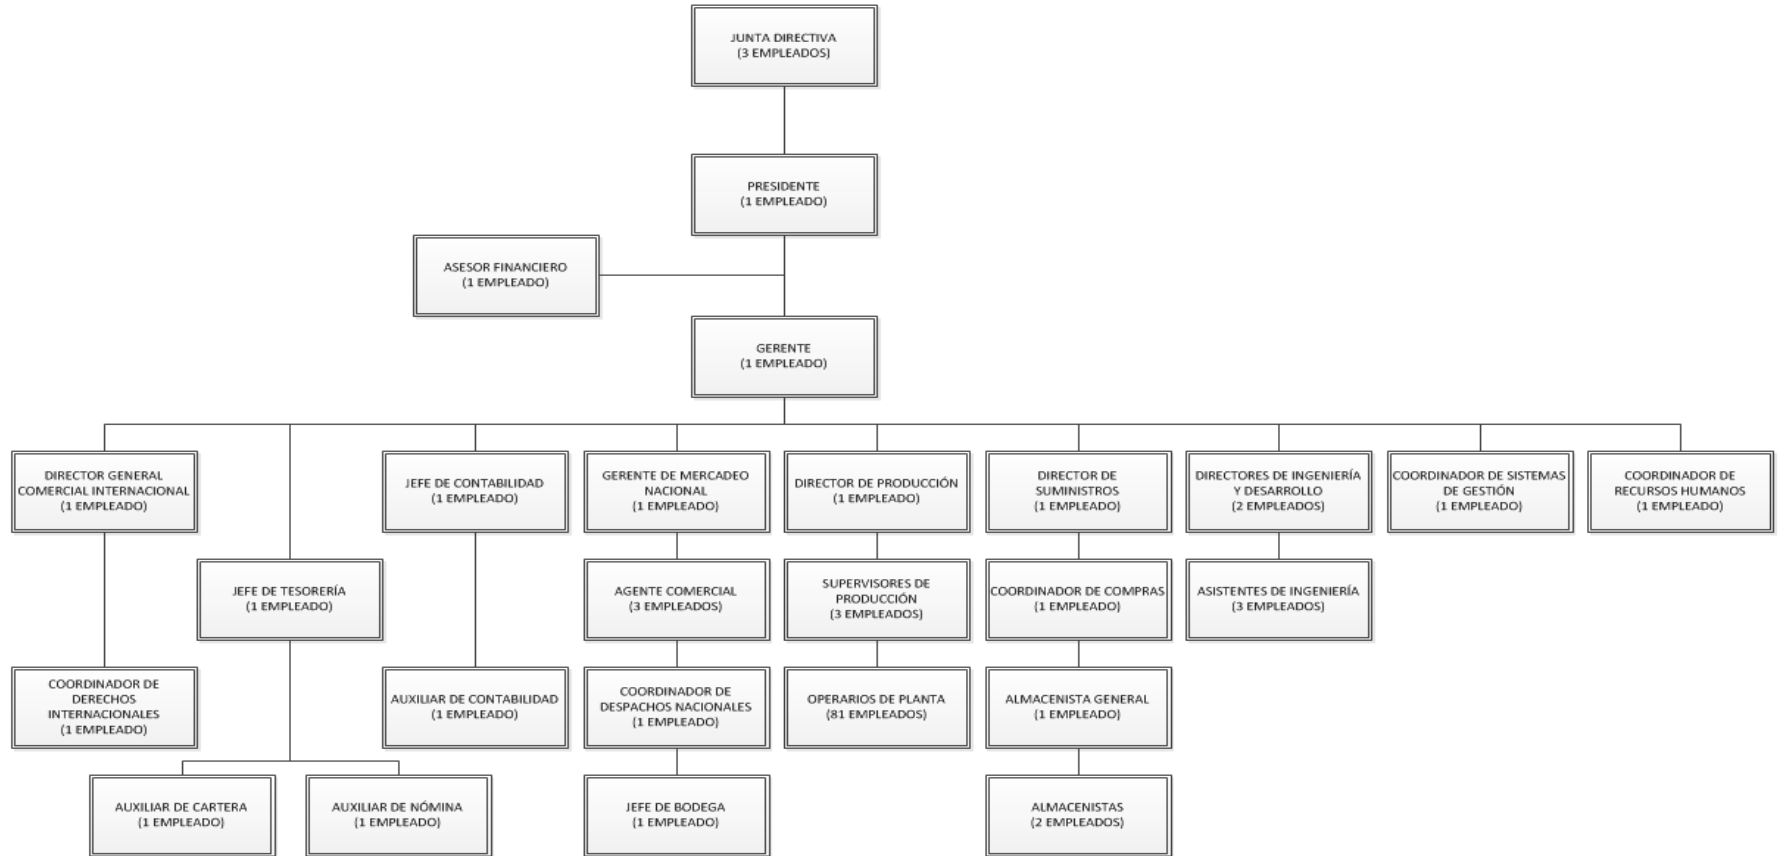 JUNTA DIRECTIVA
(3 EMPLEADOS)
PRESIDENTE
(1 EMPLEADO)
ASESOR FINANCIERO
(1 EMPLEADO)
GERENTE
(1 EMPLEADO)
DIRECTOR GENERAL
COMERCIAL INTERNACIONAL
(1 EMPLEADO)
JEFE DE CONTABILIDAD
(1 EMPLEADO)
GERENTE DE MERCADEO
NACIONAL
(1 EMPLEADO)
DIRECTOR DE PRODUCCIÓN
(1 EMPLEADO)
DIRECTOR DE
SUMINISTROS
(1 EMPLEADO)
DIRECTORES DE INGENIERÍA
Y DESARROLLO
(2 EMPLEADOS)
COORDINADOR DE SISTEMAS
DE GESTIÓN
(1 EMPLEADO)
COORDINADOR DE
RECURSOS HUMANOS
(1 EMPLEADO)
JEFE DE TESORERÍA
(1 EMPLEADO)
AGENTE COMERCIAL
(3 EMPLEADOS)
SUPERVISORES DE
PRODUCCIÓN
(3 EMPLEADOS)
COORDINADOR DE COMPRAS
(1 EMPLEADO)
ASISTENTES DE INGENIERÍA
(3 EMPLEADOS)
COORDINADOR DE
DERECHOS
INTERNACIONALES
(1 EMPLEADO)
AUXILIAR DE CONTABILIDAD
(1 EMPLEADO)
COORDINADOR DE
DESPACHOS NACIONALES
(1 EMPLEADO)
OPERARIOS DE PLANTA
(81 EMPLEADOS)
ALMACENISTA GENERAL
(1 EMPLEADO)
AUXILIAR DE CARTERA
(1 EMPLEADO)
AUXILIAR DE NÓMINA
(1 EMPLEADO)
JEFE DE BODEGA
(1 EMPLEADO)
ALMACENISTAS
(2 EMPLEADOS)